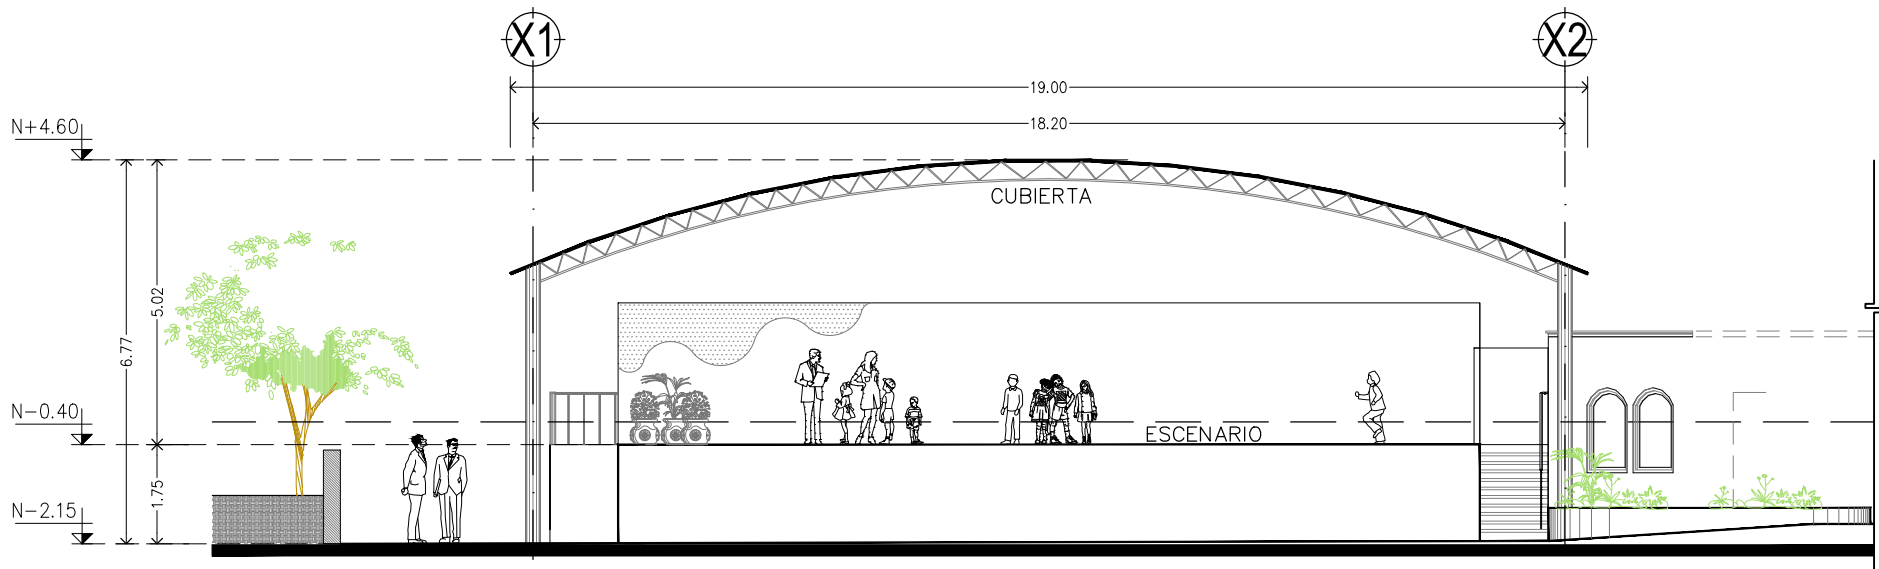 X1
X2
19.00
18.20
N+4.60
CUBIERTA
5.02
6.77
N-0.40
ESCENARIO
1.75
N-2.15